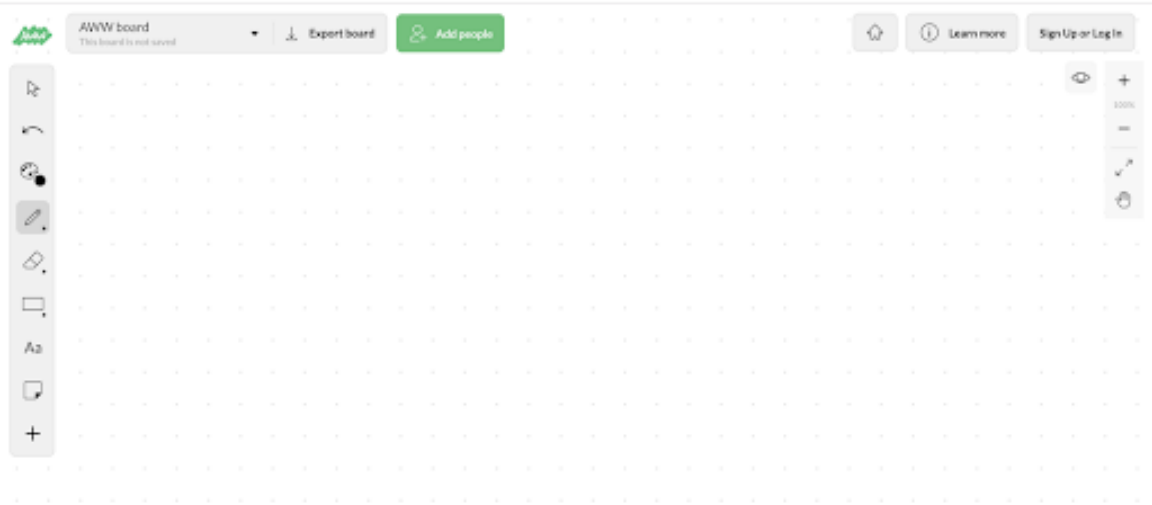 AWW
AWW board
This board is not saved
Export board
Add people
Learn more
Sign Up or Log In
100%
Aa